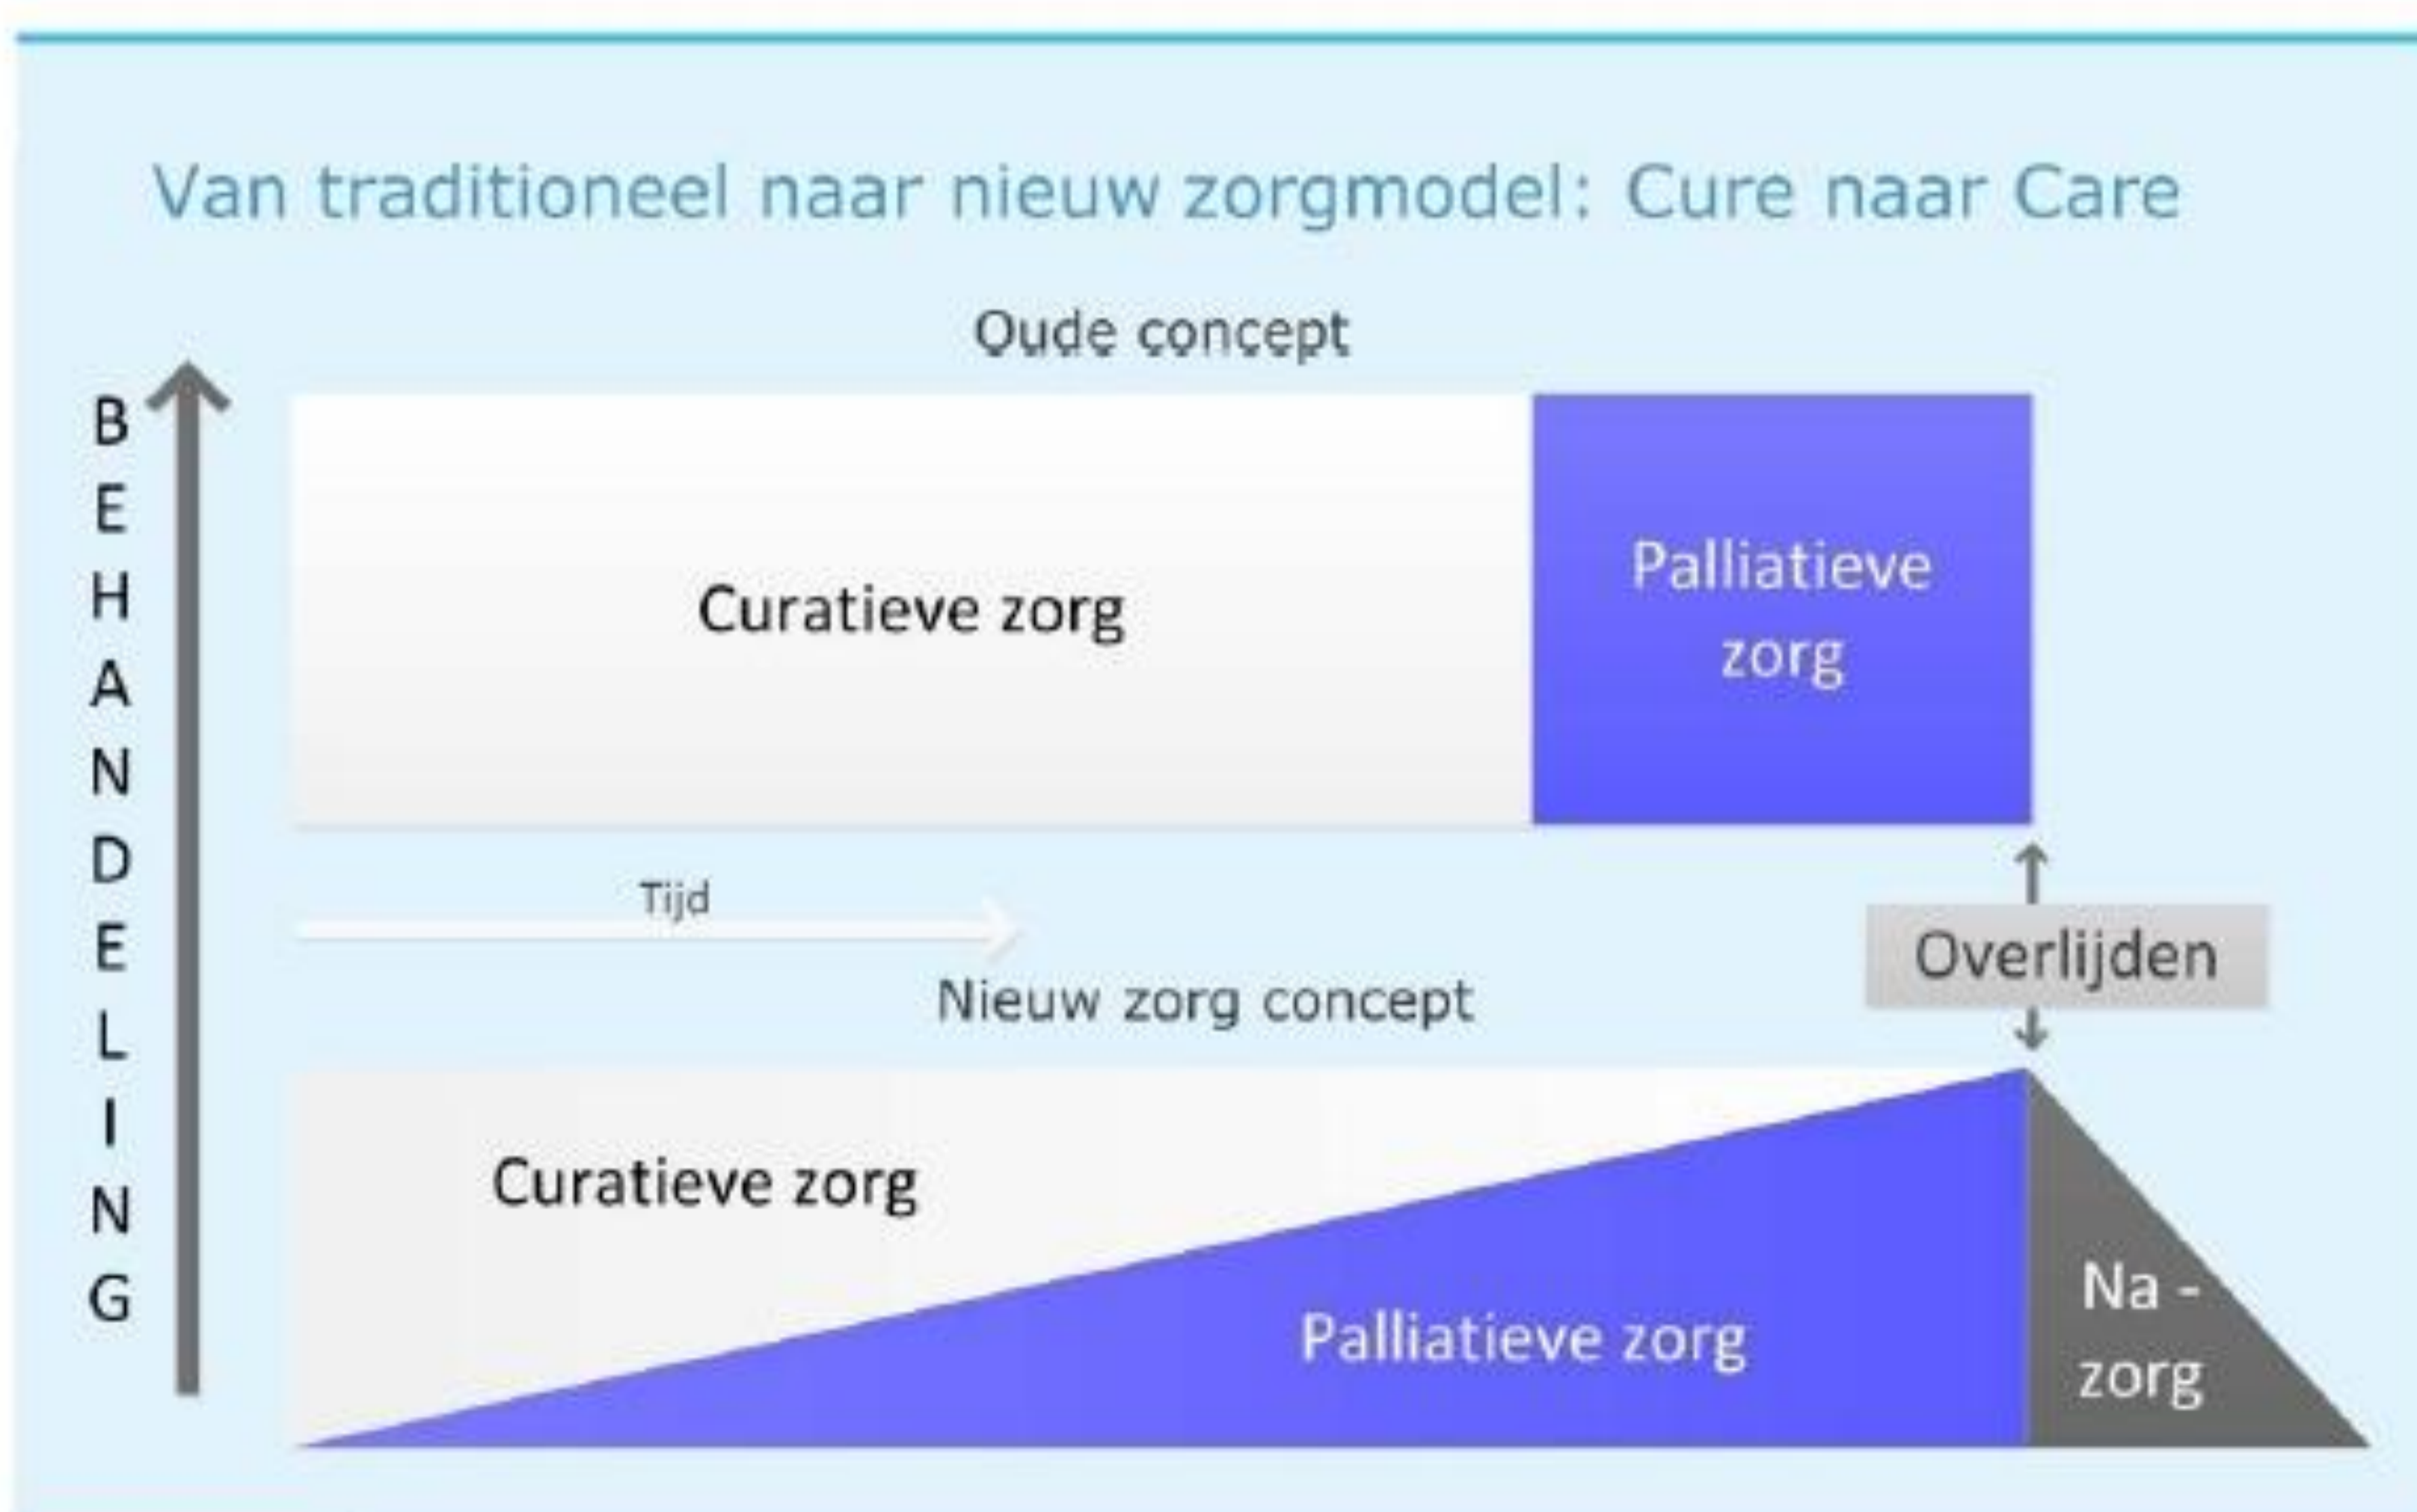 Van traditioneel naar nieuw zorgmodel: Cure naar Care
Oude concept
BEHANDELING
Curatieve zorg
Palliatieve
zorg
Tijd
Overlijden
Nieuw zorg concept
Curatieve zorg
Palliatieve zorg
Na -
zorg